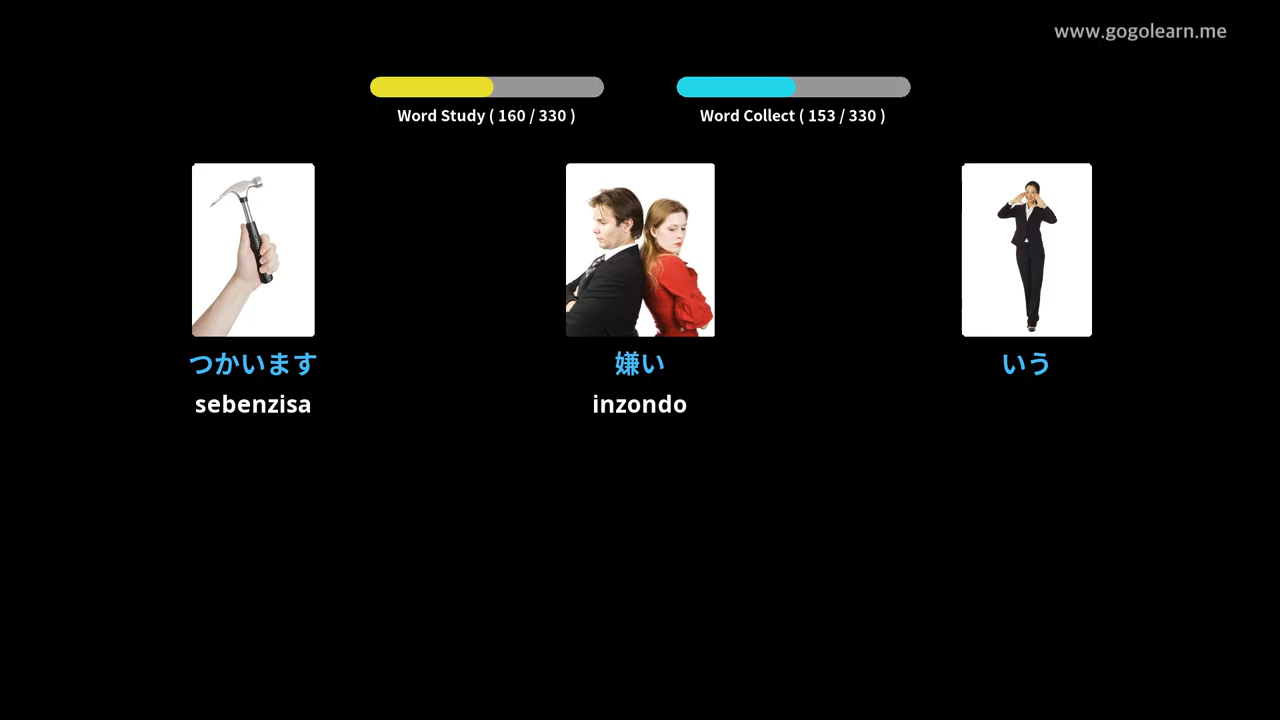 www.gogolearn.me
Word Study ( 160 / 330 )
Word Collect ( 153 / 330 )
つかいます
sebenzisa
嫌い
inzondo
いう